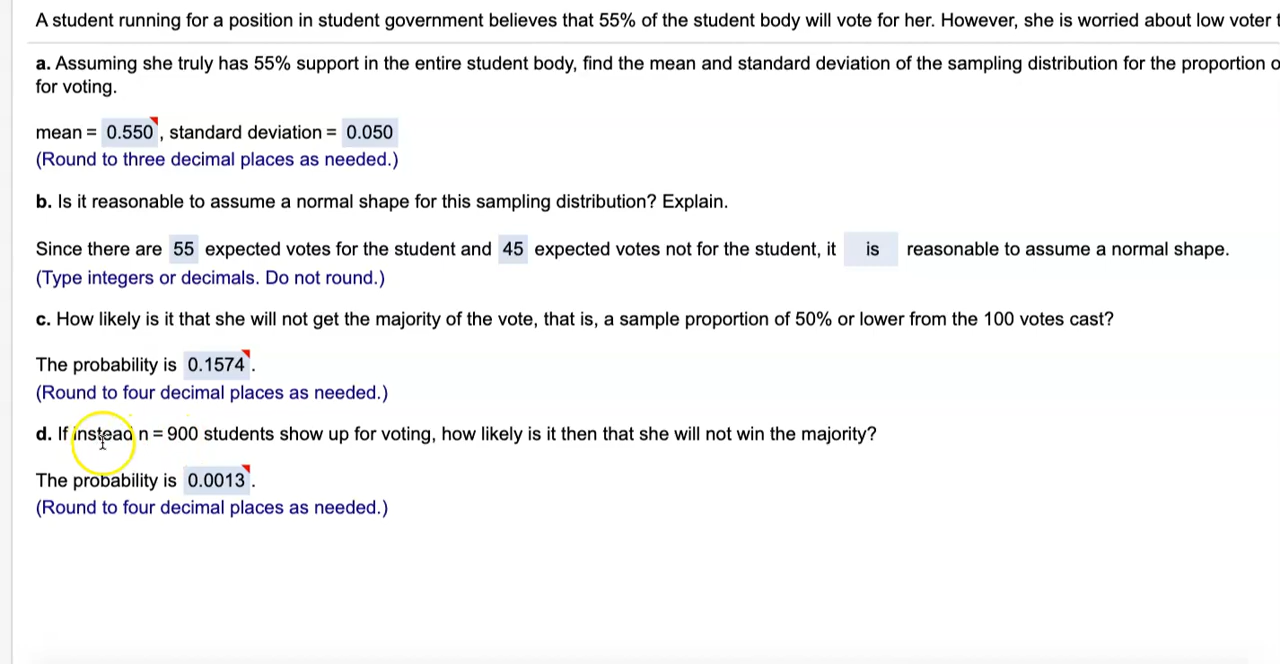 A student running for a position in student government believes that 55% of the student body will vote for her. However, she is worried about low voter
a. Assuming she truly has 55% support in the entire student body, find the mean and standard deviation of the sampling distribution for the proportion
for voting.
mean = 0.550, standard deviation = 0.050
(Round to three decimal places as needed.)
b. Is it reasonable to assume a normal shape for this sampling distribution? Explain.
Since there are 55 expected votes for the student and 45 expected votes not for the student, it is reasonable to assume a normal shape.
(Type integers or decimals. Do not round.)
c. How likely is it that she will not get the majority of the vote, that is, a sample proportion of 50% or lower from the 100 votes cast?
The probability is 0.1574.
(Round to four decimal places as needed.)
d. If instead n = 900 students show up for voting, how likely is it then that she will not win the majority?
The probability is 0.0013.
(Round to four decimal places as needed.)